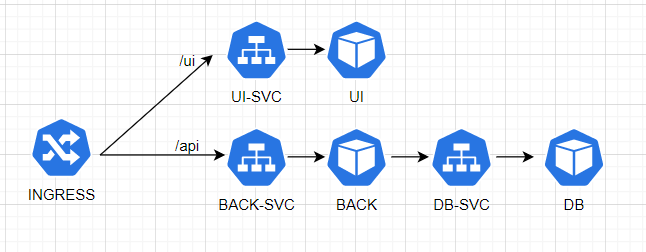 /ui
UI-SVC
UI
/api
INGRESS
BACK-SVC
BACK
DB-SVC
DB